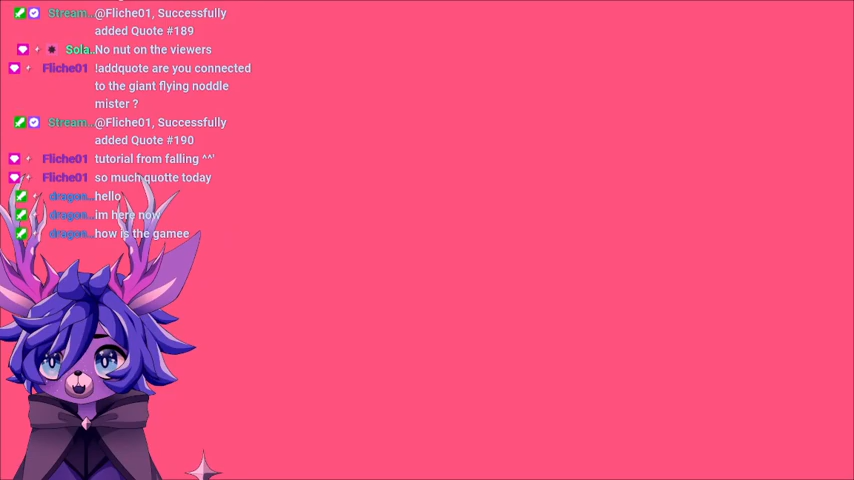 Stream.. @Fliche01, Successfully
added Quote #189
Sola.. No nut on the viewers
Fliche01 !addquote are you connected
to the giant flying noddle
mister ?
Stream.. @Fliche01, Successfully
added Quote #190
Fliche01 tutorial from falling ^^'
Fliche01 so much quotte today
dragon.. hello
dragon.. im here now
dragon.. how is the gamee